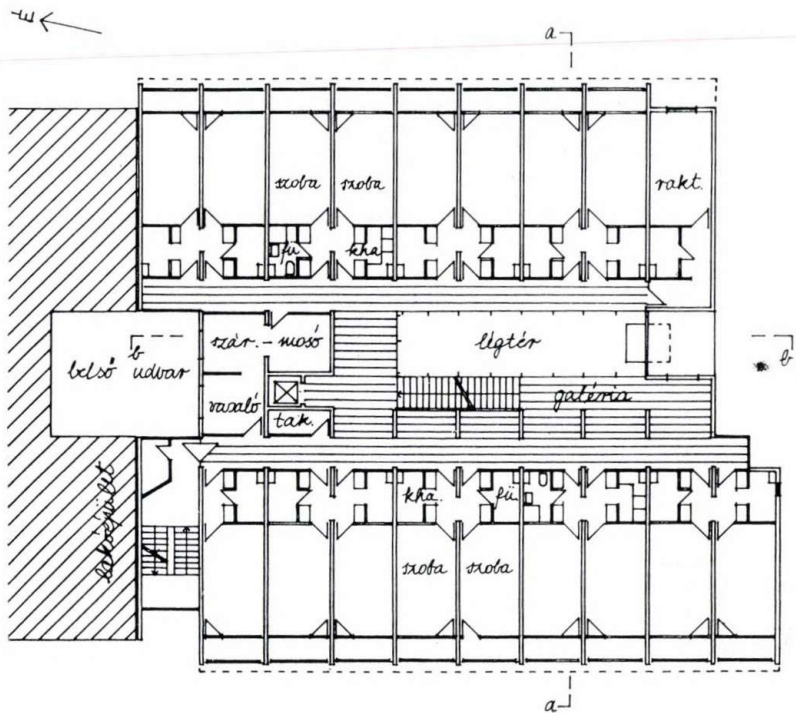 É
a
szoba szoba
rakt.
fü kha
szár. - mosó
légtér
b
b
belső udvar
vasaló
galéria
tak.
lakóépület
kha. fü
szoba szoba
a